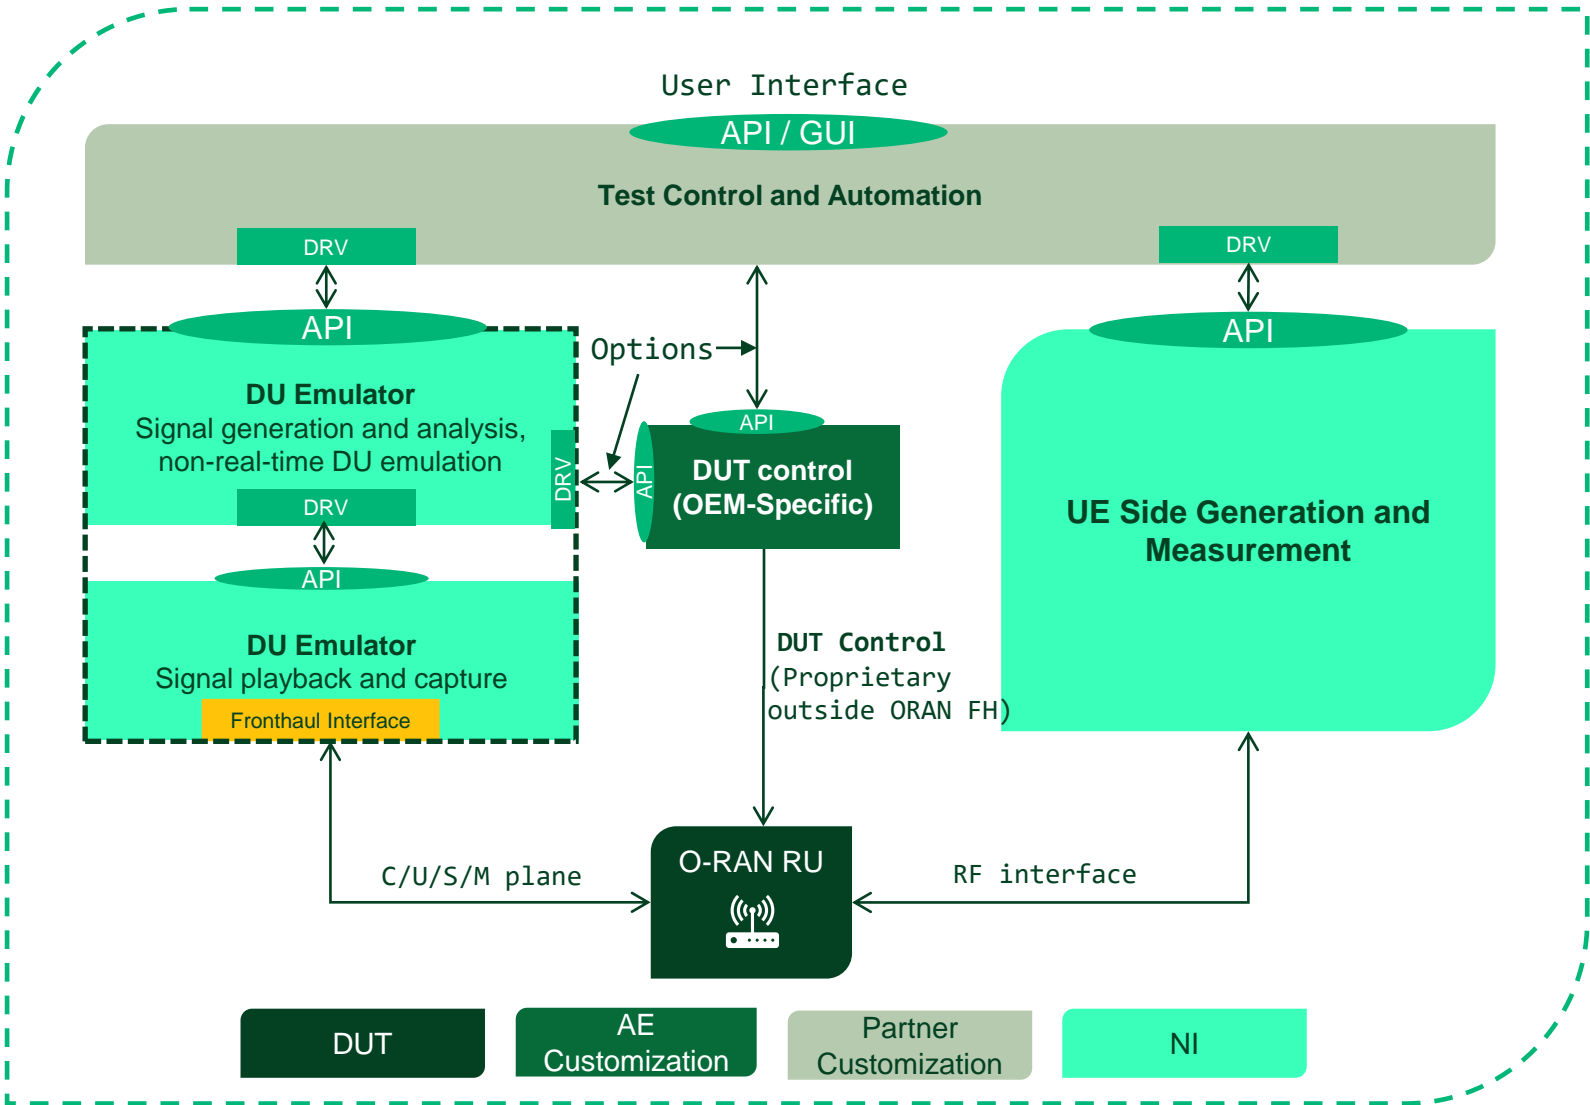 User Interface
API / GUI
Test Control and Automation
DRV
DRV
API
API
Options
DU Emulator
Signal generation and analysis,
non-real-time DU emulation
DRV
DRV
API
API
DUT control
(OEM-Specific)
UE Side Generation and
Measurement
API
DU Emulator
Signal playback and capture
Fronthaul Interface
DUT Control
(Proprietary
outside ORAN FH)
C/U/S/M plane
O-RAN RU
RF interface
DUT
AE
Customization
Partner
Customization
NI